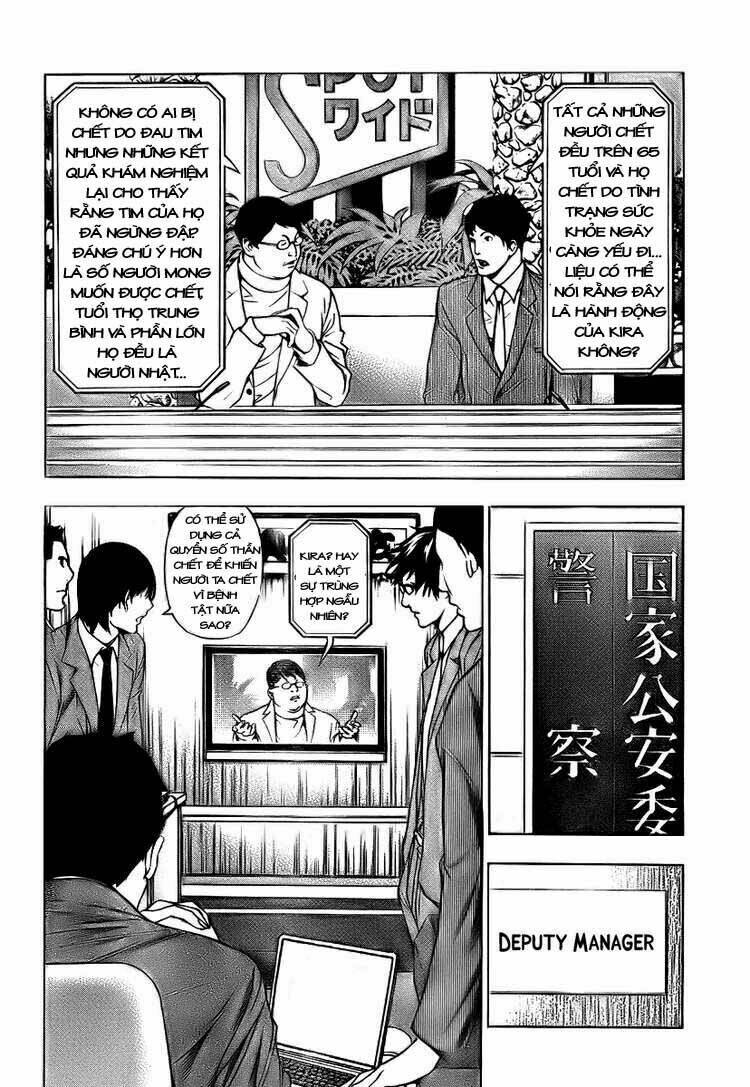 SPOT
ワイド
TẤT CẢ NHỮNG
NGƯỜI CHẾT
ĐỀU TRÊN 65
TUỔI VÀ HỌ
CHẾT DO TÌNH
TRẠNG SỨC
KHỎE NGÀY
CÀNG YẾU ĐI...
LIỆU CÓ THỂ
NÓI RẰNG ĐÂY
LÀ HÀNH ĐỘNG
CỦA KIRA
KHÔNG?
KHÔNG CÓ AI BỊ
CHẾT DO ĐAU TIM
NHƯNG NHỮNG KẾT
QUẢ KHÁM NGHIỆM
LẠI CHO THẤY
RẰNG TIM CỦA HỌ
ĐÃ NGỪNG ĐẬP.
ĐÁNG CHÚ Ý HƠN
LÀ SỐ NGƯỜI MONG
MUỐN ĐƯỢC CHẾT,
TUỔI THỌ TRUNG
BÌNH VÀ PHẦN LỚN
HỌ ĐỀU LÀ
NGƯỜI NHẬT...
国家公安委
警察
DEPUTY MANAGER
KIRA? HAY
LÀ MỘT
SỰ TRÙNG
HỢP NGẪU
NHIÊN?
CÓ THỂ SỬ
DỤNG CẢ
QUYỂN SỔ THẦN
CHẾT ĐỂ KHIẾN
NGƯỜI TA CHẾT
VÌ BỆNH
TẬT NỮA
SAO?